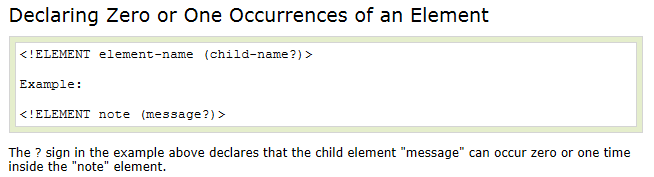 Declaring Zero or One Occurrences of an Element
<!ELEMENT element-name (child-name?)>
Example:
<!ELEMENT note (message?)>
The ? sign in the example above declares that the child element "message" can occur zero or one time
inside the "note" element.